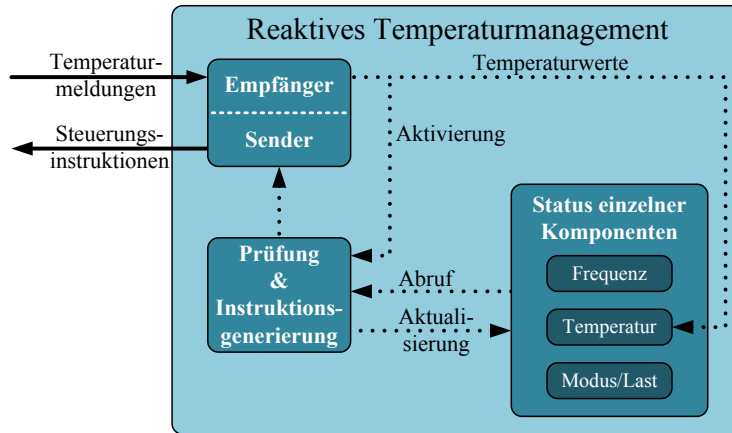 Reaktives Temperaturmanagement
Temperatur-
meldungen
Empfänger
Temperaturwerte
Steuerungs-
instruktionen
Sender
Aktivierung
Status einzelner
Komponenten
Prüfung
&
Instruktions-
generierung
Abruf
Frequenz
Aktuali-
sierung
Temperatur
Modus/Last